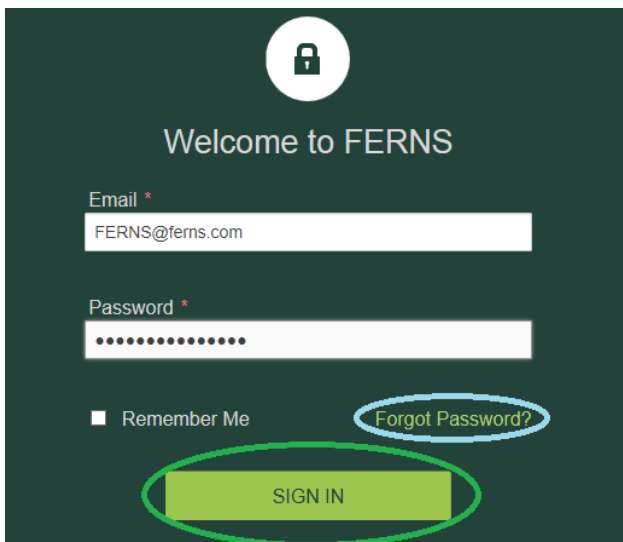 Welcome to FERNS
Email *
FERNS@ferns.com
Password *
•••••••••••••••
Remember Me Forgot Password?
SIGN IN